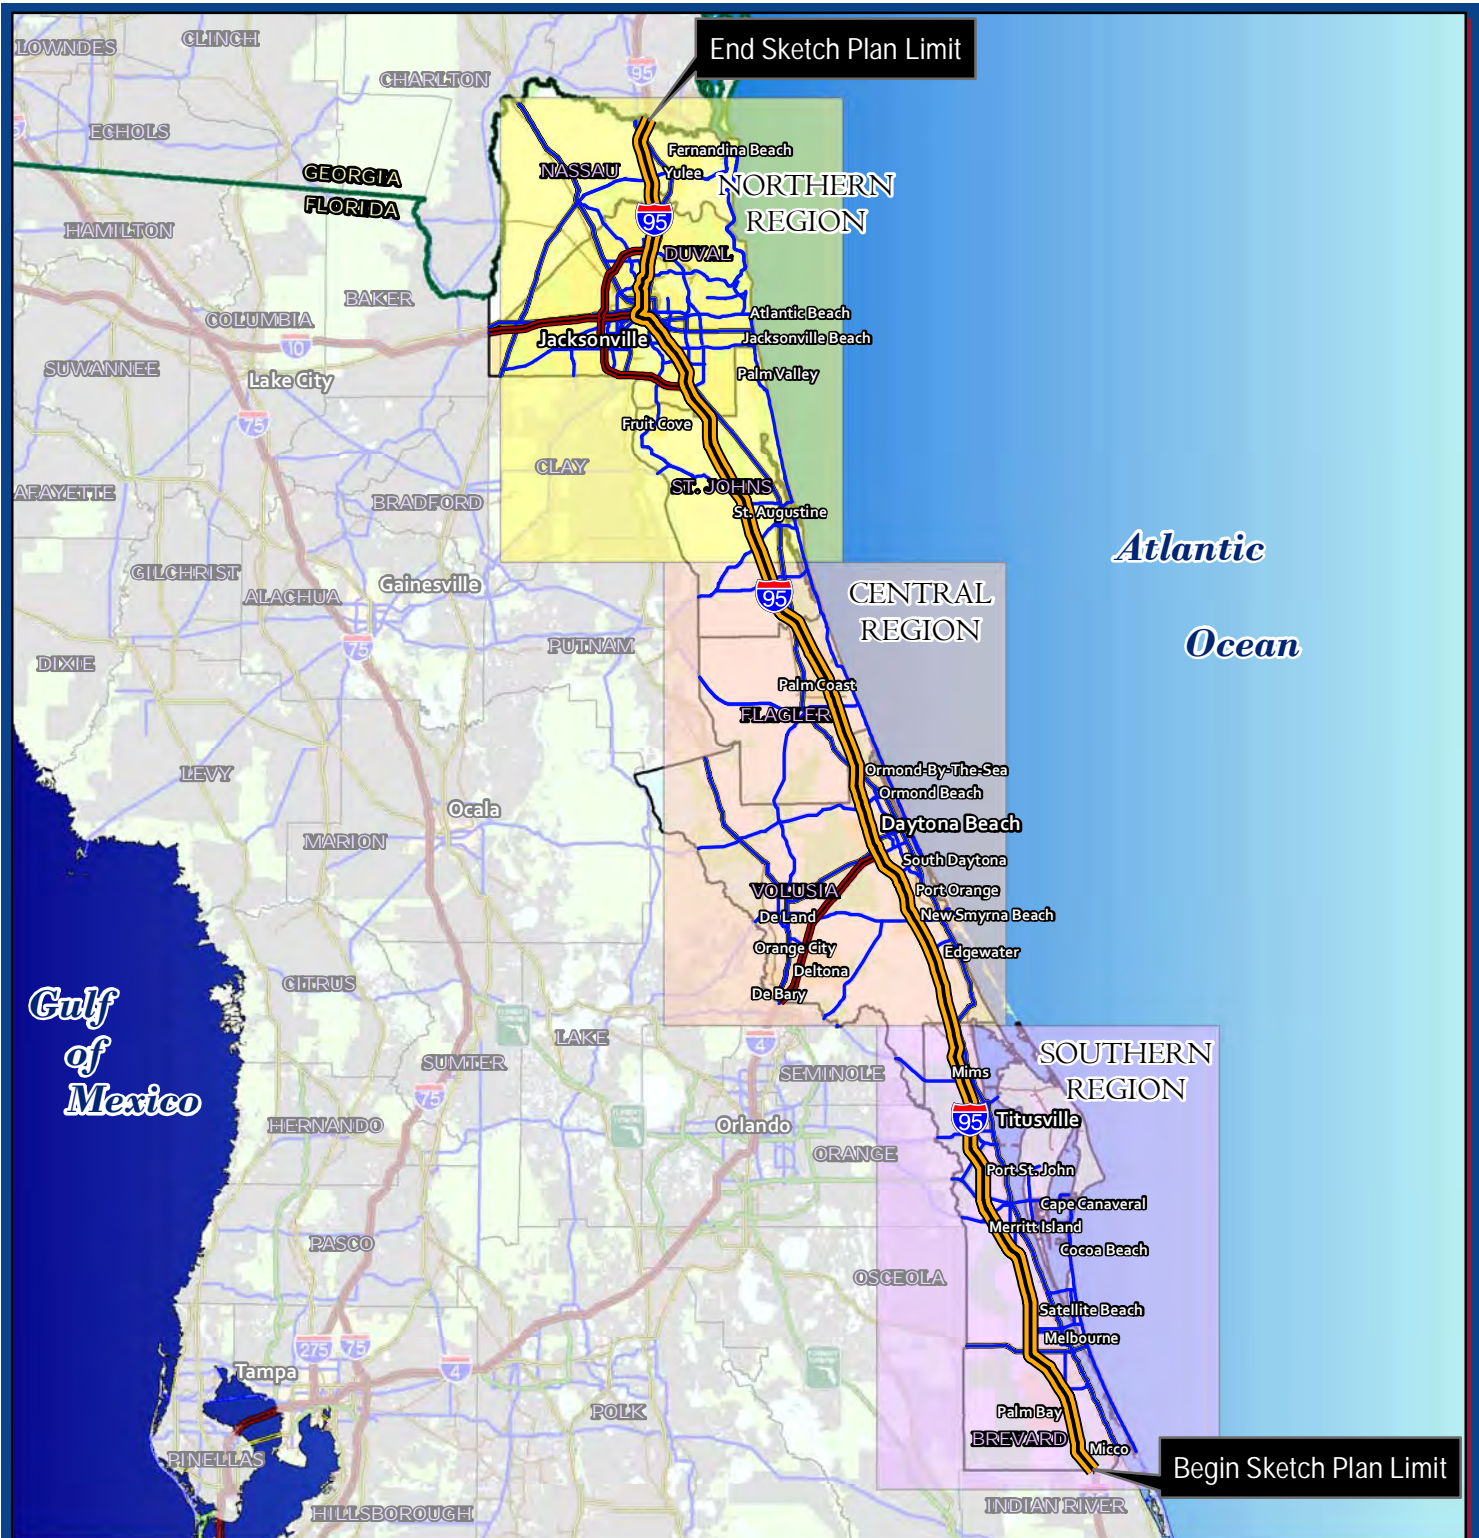 End Sketch Plan Limit
LOWNDES
CLINCH
CHARLTON
95
ECHOLS
Fernandina Beach
NASSAU
Yulee
GEORGIA
FLORIDA
NORTHERN
REGION
95
HAMILTON
DUVAL
BAKER
COLUMBIA
Atlantic Beach
Jacksonville
Jacksonville Beach
10
SUWANNEE
Lake City
Palm Valley
75
Fruit Cove
CLAY
AFAYETTE
BRADFORD
ST. JOHNS
St. Augustine
Atlantic
Ocean
GILCHRIST
ALACHUA
Gainesville
95
CENTRAL
REGION
75
PUTNAM
DIXIE
Palm Coast
FLAGLER
LEVY
Ormond-By-The-Sea
Ormond Beach
Ocala
Daytona Beach
MARION
South Daytona
VOLUSIA
Port Orange
De Land
New Smyrna Beach
Orange City
Edgewater
Deltona
De Bary
CITRUS
Gulf
of
Mexico
LAKE
4
SUMTER
SEMINOLE
SOUTHERN
REGION
Mims
75
HERNANDO
Orlando
95
Titusville
ORANGE
Port St. John
Cape Canaveral
Merritt Island
PASCO
Cocoa Beach
OSCEOLA
Satellite Beach
Melbourne
275
75
4
Tampa
POLK
Palm Bay
BREVARD
Micco
PINELLAS
Begin Sketch Plan Limit
HILLSBOROUGH
INDIAN RIVER